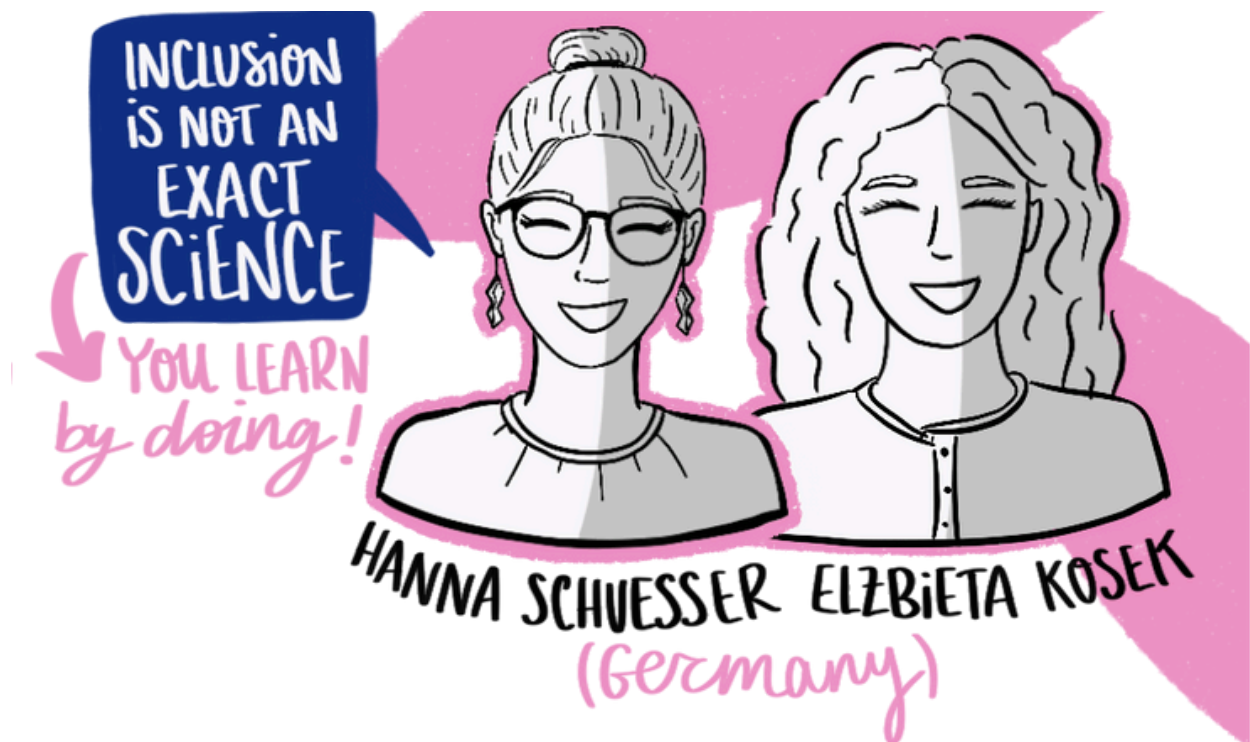 INCLUSION
iS NOT AN
EXACT
SCiENCE
YOU LEARN
by doing!
HANNA SCHUESSER ELZBiETA KOSEK
(Germany)